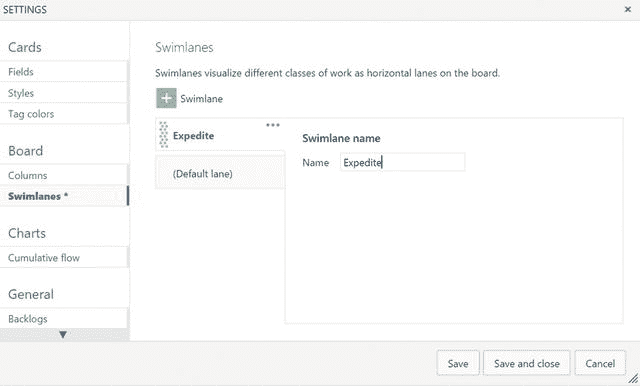 SETTINGS
Cards
Fields
Styles
Tag colors
Board
Columns
Swimlanes *
Charts
Cumulative flow
General
Backlogs
Swimlanes
Swimlanes visualize different classes of work as horizontal lanes on the board.
Swimlane
Expedite
(Default lane)
Swimlane name
Name Expedite
Save Save and close Cancel